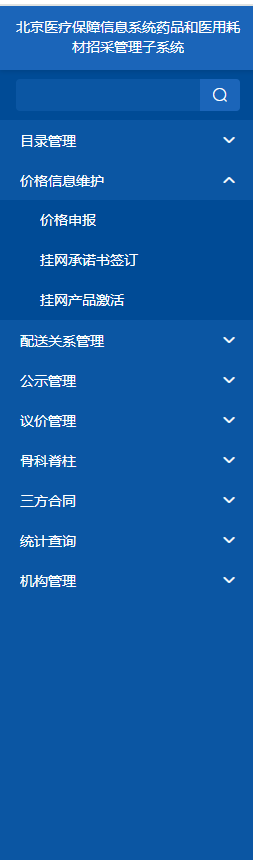 北京医疗保障信息系统药品和医用耗
材招采管理子系统
目录管理
价格信息维护
价格申报
挂网承诺书签订
挂网产品激活
配送关系管理
公示管理
议价管理
骨科脊柱
三方合同
统计查询
机构管理